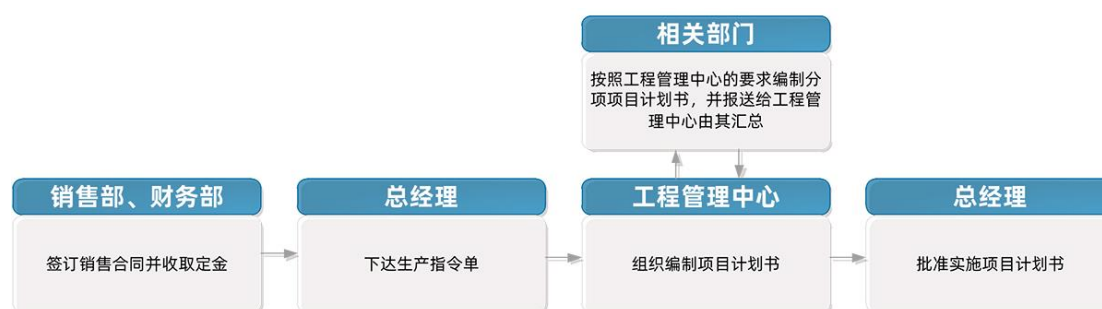 相关部门
按照工程管理中心的要求编制分
项项目计划书，并报送给工程管
理中心由其汇总
销售部、财务部
签订销售合同并收取定金
总经理
下达生产指令单
工程管理中心
组织编制项目计划书
总经理
批准实施项目计划书